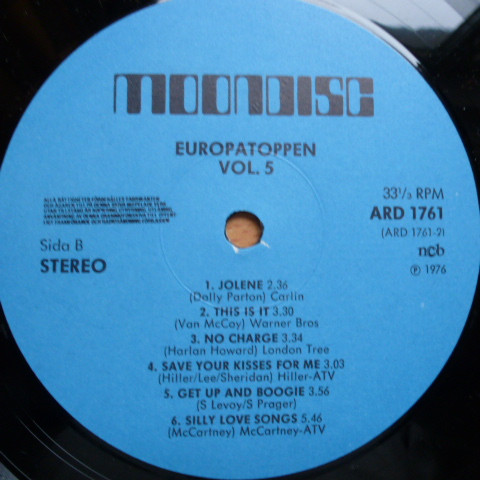 MOONDISC
EUROPATOPPEN
VOL. 5
33⅓ RPM
ARD 1761
(ARD 1761-2)
ncb
℗ 1976
Sida B
STEREO
1. JOLENE 2.36
(Dolly Parton) Carlin
2. THIS IS IT 3.30
(Van McCoy) Warner Bros
3. NO CHARGE 3.34
(Harlan Howard) London Tree
4. SAVE YOUR KISSES FOR ME 3.03
(Hiller/Lee/Sheridan) Hiller-ATV
5. GET UP AND BOOGIE 3.56
(S Levay/S Prager)
6. SILLY LOVE SONGS 5.46
(McCartney) McCartney-ATV